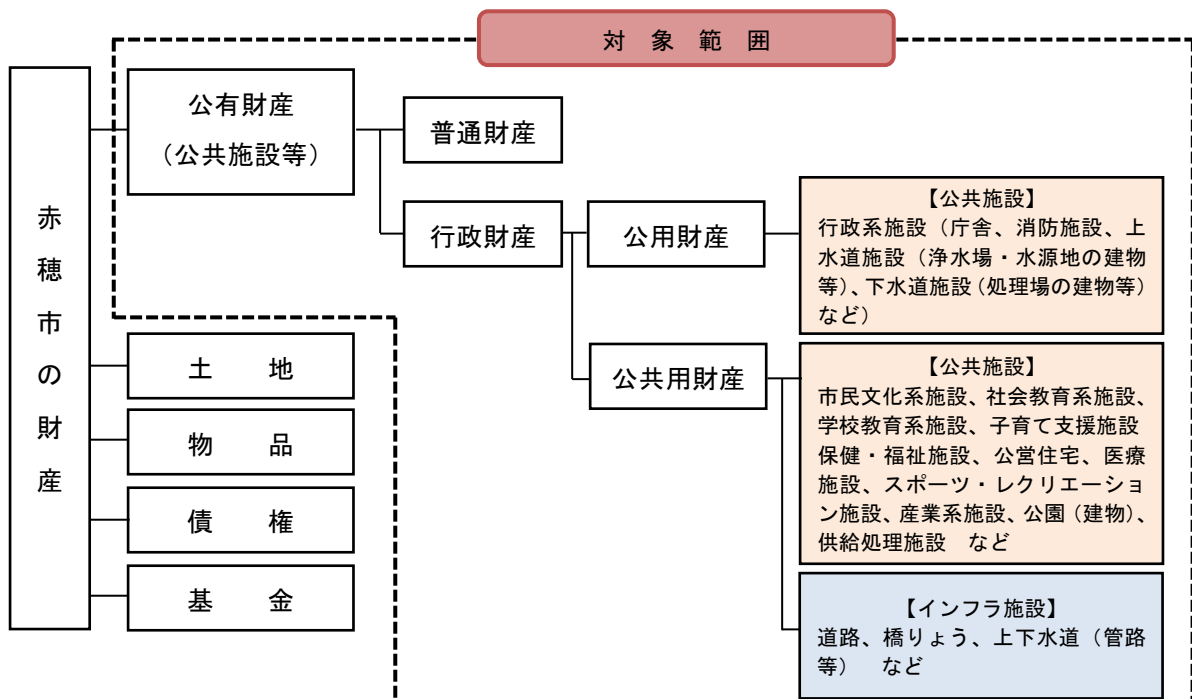 対 象 範 囲
赤穂市の財産
公有財産
（公共施設等）
普通財産
行政財産
公用財産
【公共施設】
行政系施設（庁舎、消防施設、上
水道施設（浄水場・水源地の建物
等）、下水道施設（処理場の建物等）
など）
公共用財産
【公共施設】
市民文化系施設、社会教育系施設、
学校教育系施設、子育て支援施設
保健・福祉施設、公営住宅、医療
施設、スポーツ・レクリエーショ
ン施設、産業系施設、公園（建物）、
供給処理施設　など
【インフラ施設】
道路、橋りょう、上下水道（管路
等）　など
土　地
物　品
債　権
基　金